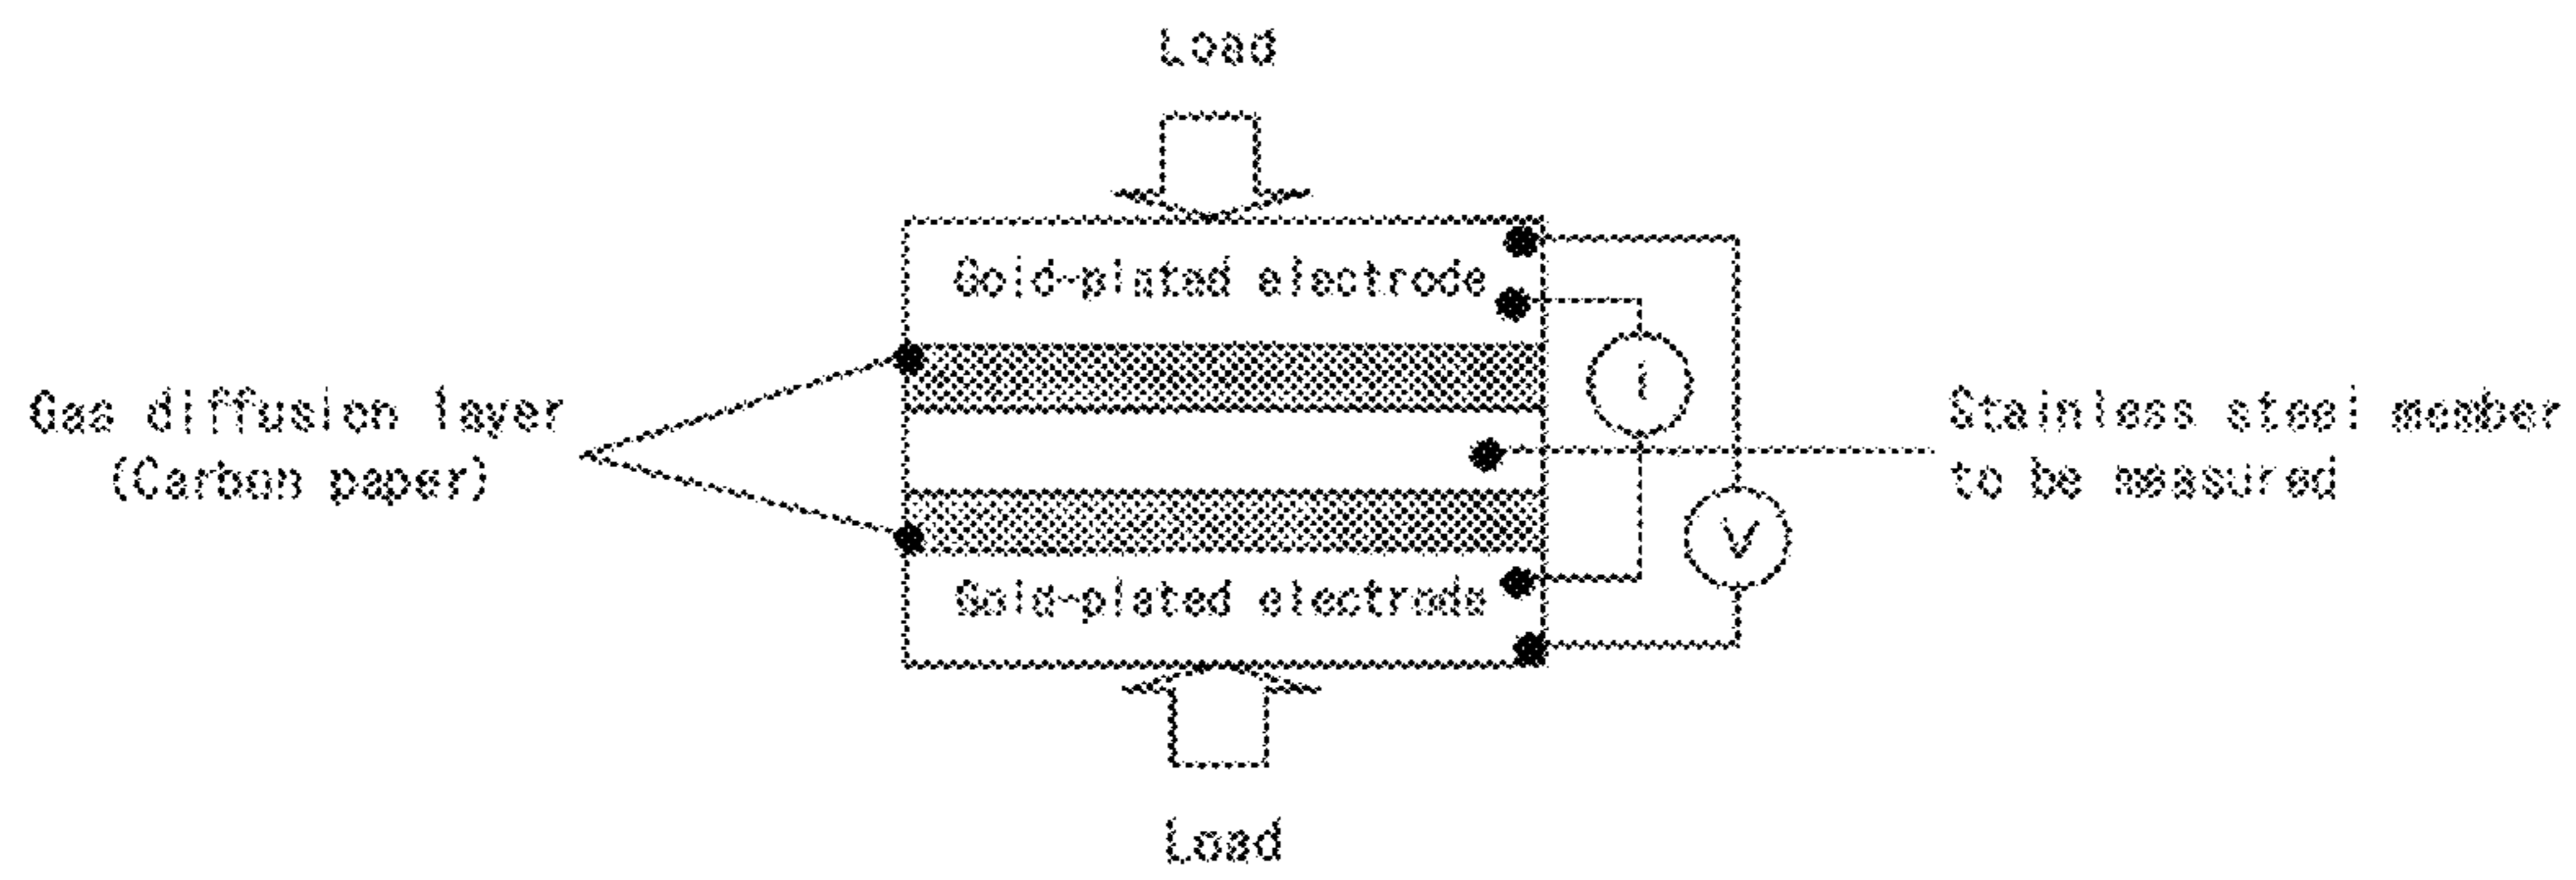 Load
Gold-plated electrode
i
Gas diffusion layer
(Carbon paper)
Stainless steel member
to be measured
V
Gold-plated electrode
Load